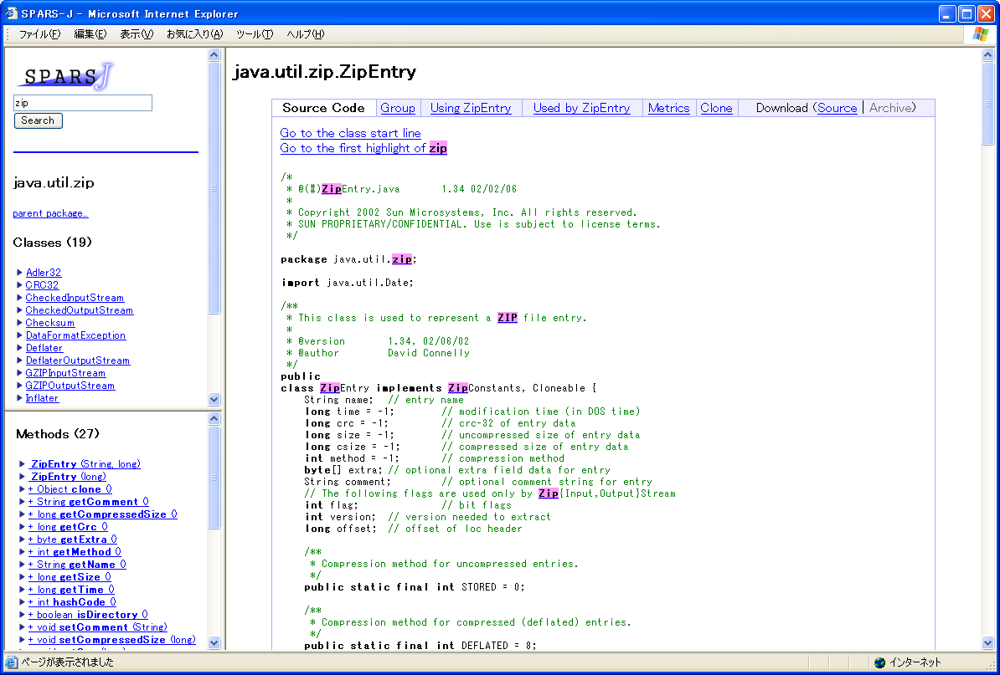 SPARS-J - Microsoft Internet Explorer
ファイル(F) 編集(E) 表示(V) お気に入り(A) ツール(T) ヘルプ(H)
SPARS J
zip
Search
java.util.zip
parent package..
Classes (19)
Adler32
CRC32
CheckedInputStream
CheckedOutputStream
Checksum
DataFormatException
Deflater
DeflaterOutputStream
GZIPInputStream
GZIPOutputStream
Inflater
Methods (27)
ZipEntry (String, long)
ZipEntry (long)
+ Object clone ()
+ String getComment ()
+ long getCompressedSize ()
+ long getCrc ()
+ byte getExtra ()
+ int getMethod ()
+ String getName ()
+ long getSize ()
+ long getTime ()
+ int hashCode ()
+ boolean isDirectory ()
+ void setComment (String)
+ void setCompressedSize (long)
java.util.zip.ZipEntry
Source Code Group Using ZipEntry Used by ZipEntry Metrics Clone Download (Source | Archive)
Go to the class start line
Go to the first highlight of zip
/*
 * @(#)ZipEntry.java 1.34 02/02/06
 *
 * Copyright 2002 Sun Microsystems, Inc. All rights reserved.
 * SUN PROPRIETARY/CONFIDENTIAL. Use is subject to license terms.
 */
package java.util.zip;
import java.util.Date;
/**
 * This class is used to represent a ZIP file entry.
 *
 * @version 1.34, 02/06/02
 * @author David Connelly
 */
public
class ZipEntry implements ZipConstants, Cloneable {
String name; // entry name
long time = -1; // modification time (in DOS time)
long crc = -1; // crc-32 of entry data
long size = -1; // uncompressed size of entry data
long csize = -1; // compressed size of entry data
int method = -1; // compression method
byte[] extra; // optional extra field data for entry
String comment; // optional comment string for entry
// The following flags are used only by Zip{Input,Output}Stream
int flag; // bit flags
int version; // version needed to extract
long offset; // offset of loc header
/**
 * Compression method for uncompressed entries.
 */
public static final int STORED = 0;
/**
 * Compression method for compressed (deflated) entries.
 */
public static final int DEFLATED = 8;
ページが表示されました インターネット